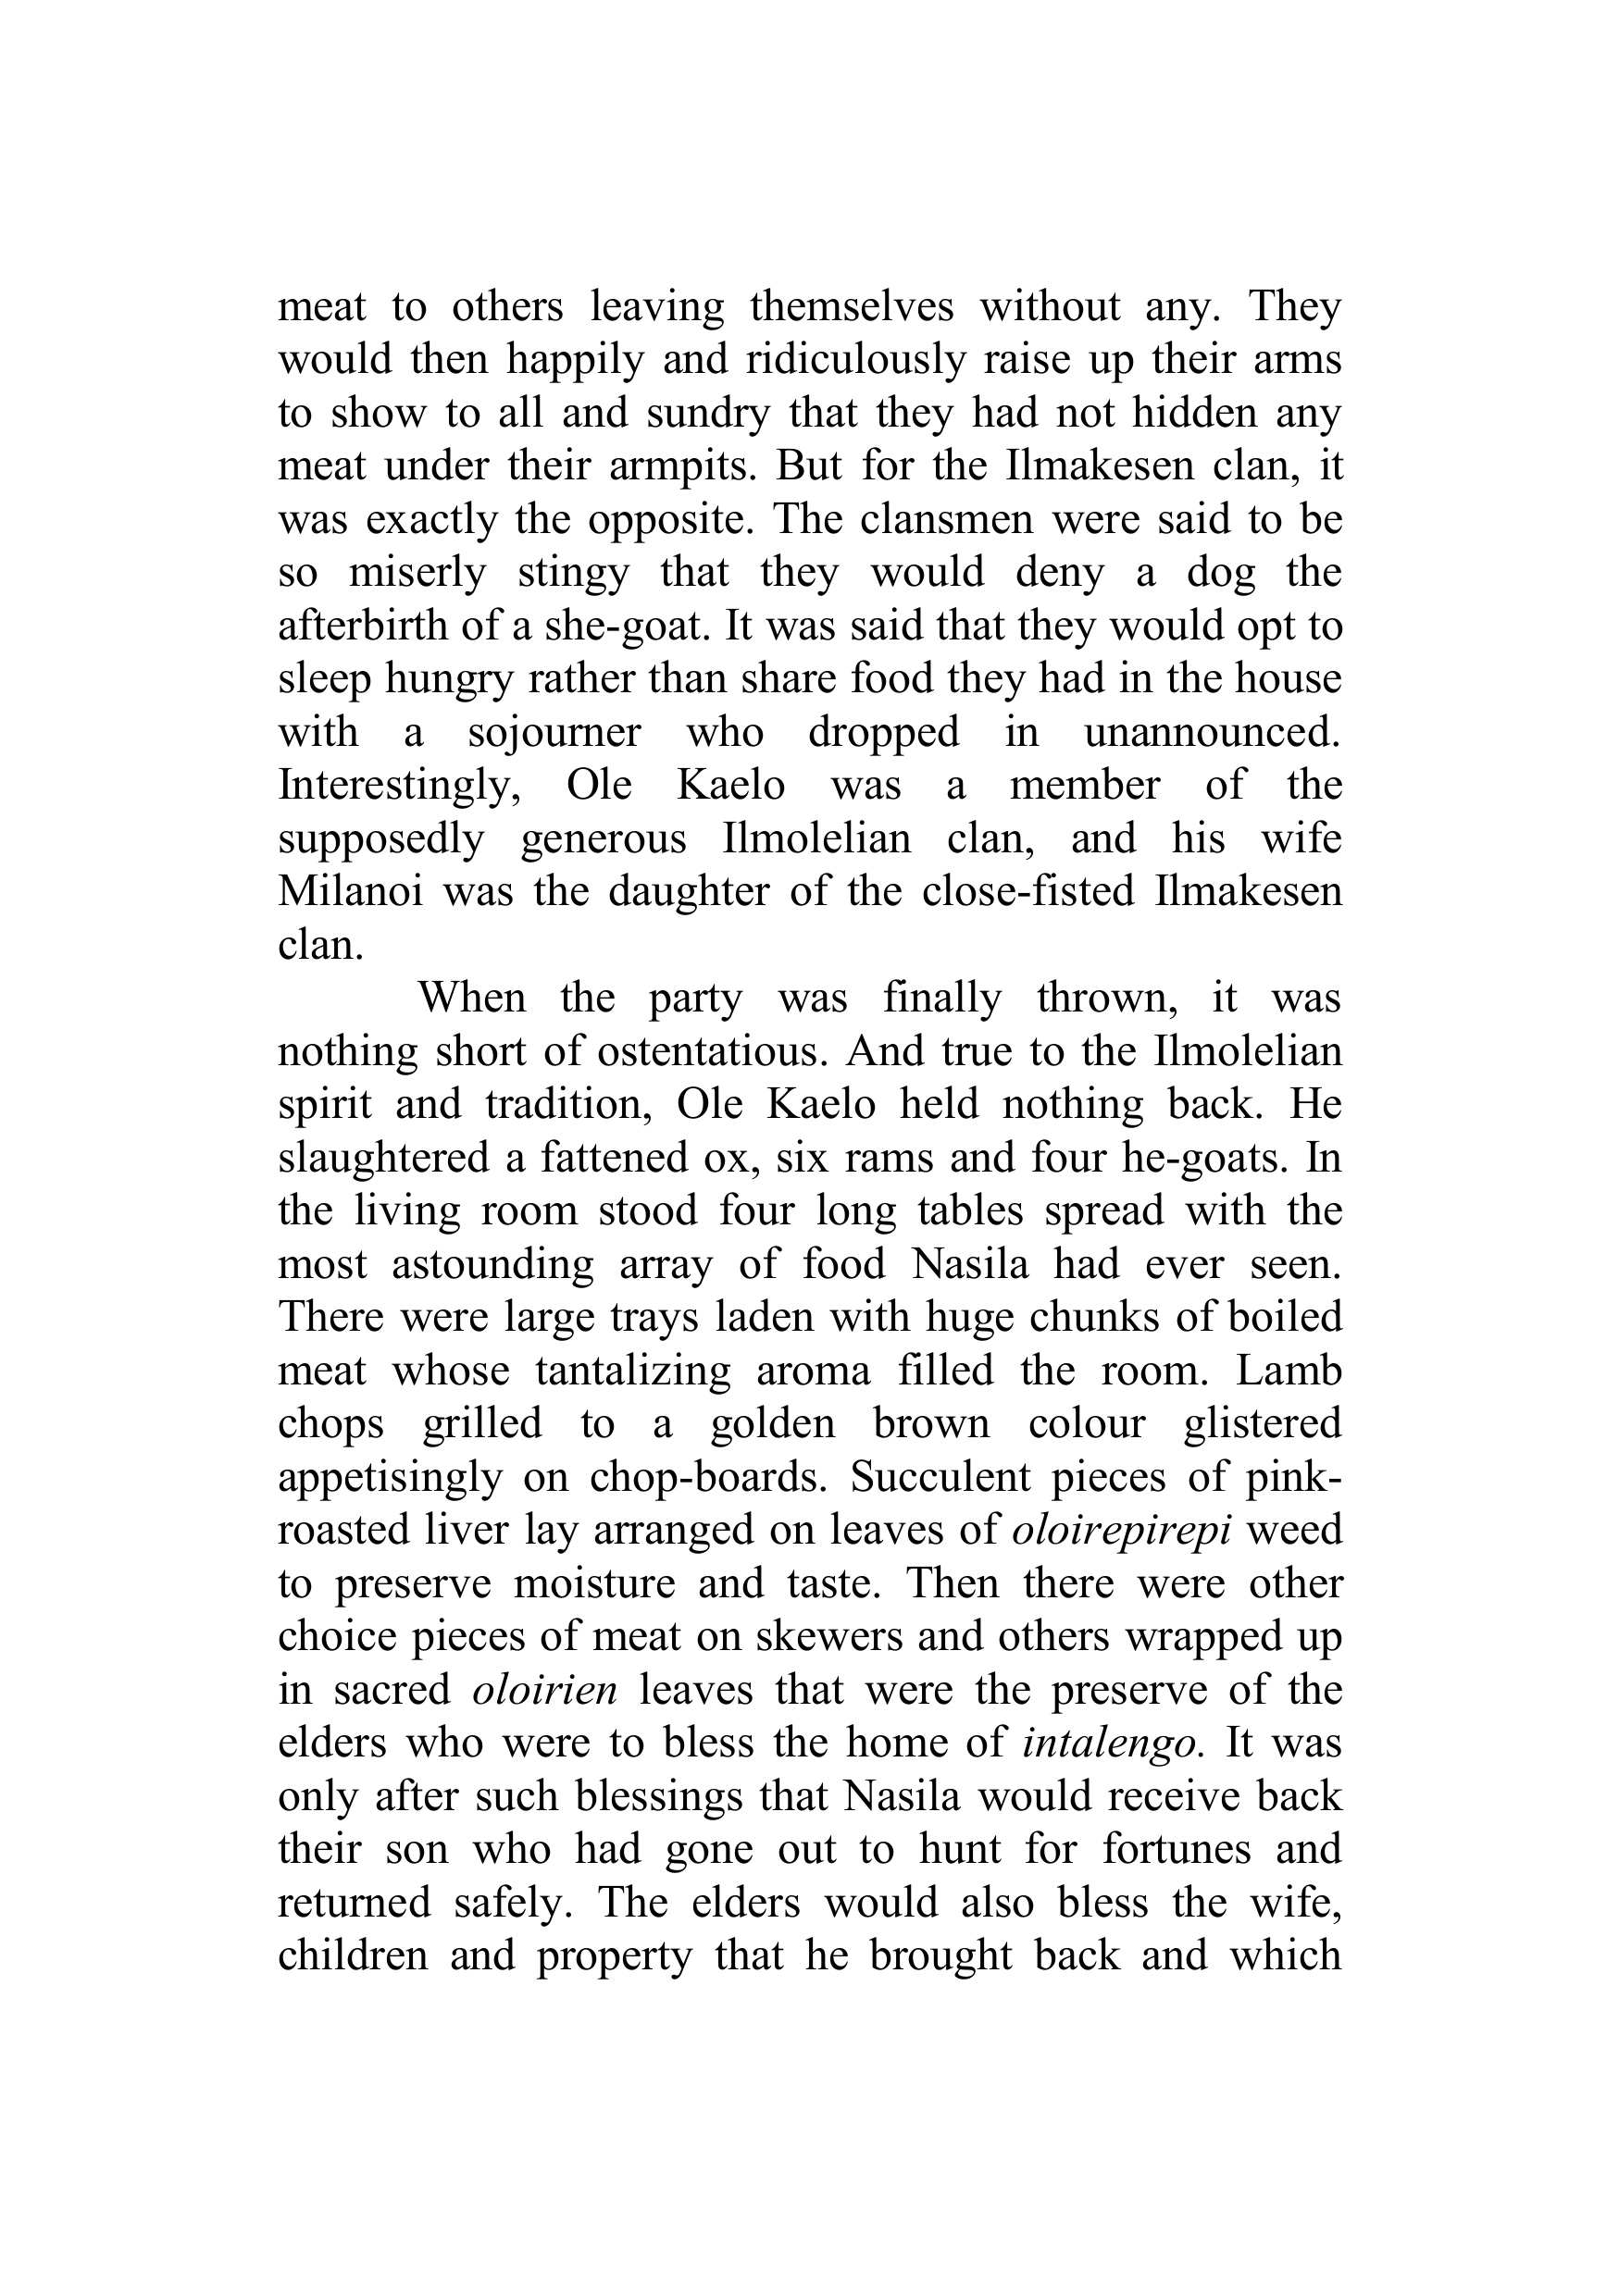 meat to others leaving themselves without any. They
would then happily and ridiculously raise up their arms
to show to all and sundry that they had not hidden any
meat under their armpits. But for the Ilmakesen clan, it
was exactly the opposite. The clansmen were said to be
so miserly stingy that they would deny a dog the
afterbirth of a she-goat. It was said that they would opt to
sleep hungry rather than share food they had in the house
with a sojourner who dropped in unannounced.
Interestingly, Ole Kaelo was a member of the
supposedly generous Ilmolelian clan, and his wife
Milanoi was the daughter of the close-fisted Ilmakesen
clan.
When the party was finally thrown, it was
nothing short of ostentatious. And true to the Ilmolelian
spirit and tradition, Ole Kaelo held nothing back. He
slaughtered a fattened ox, six rams and four he-goats. In
the living room stood four long tables spread with the
most astounding array of food Nasila had ever seen.
There were large trays laden with huge chunks of boiled
meat whose tantalizing aroma filled the room. Lamb
chops grilled to a golden brown colour glistered
appetisingly on chop-boards. Succulent pieces of pink-
roasted liver lay arranged on leaves of oloirepirepi weed
to preserve moisture and taste. Then there were other
choice pieces of meat on skewers and others wrapped up
in sacred oloirien leaves that were the preserve of the
elders who were to bless the home of intalengo. It was
only after such blessings that Nasila would receive back
their son who had gone out to hunt for fortunes and
returned safely. The elders would also bless the wife,
children and property that he brought back and which